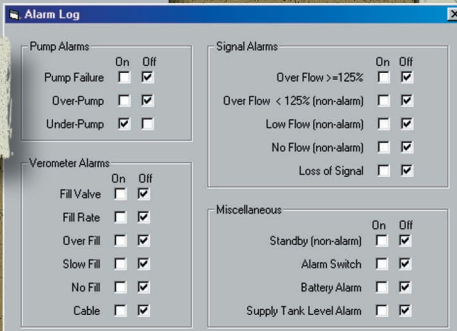 Alarm Log
Pump Alarms
On Off
Pump Failure
Over-Pump
Under-Pump
Verometer Alarms
On Off
Fill Valve
Fill Rate
Over Fill
Slow Fill
No Fill
Cable
Signal Alarms
On Off
Over Flow >=125%
Over Flow < 125% (non-alarm)
Low Flow (non-alarm)
No Flow (non-alarm)
Loss of Signal
Miscellaneous
On Off
Standby (non-alarm)
Alarm Switch
Battery Alarm
Supply Tank Level Alarm